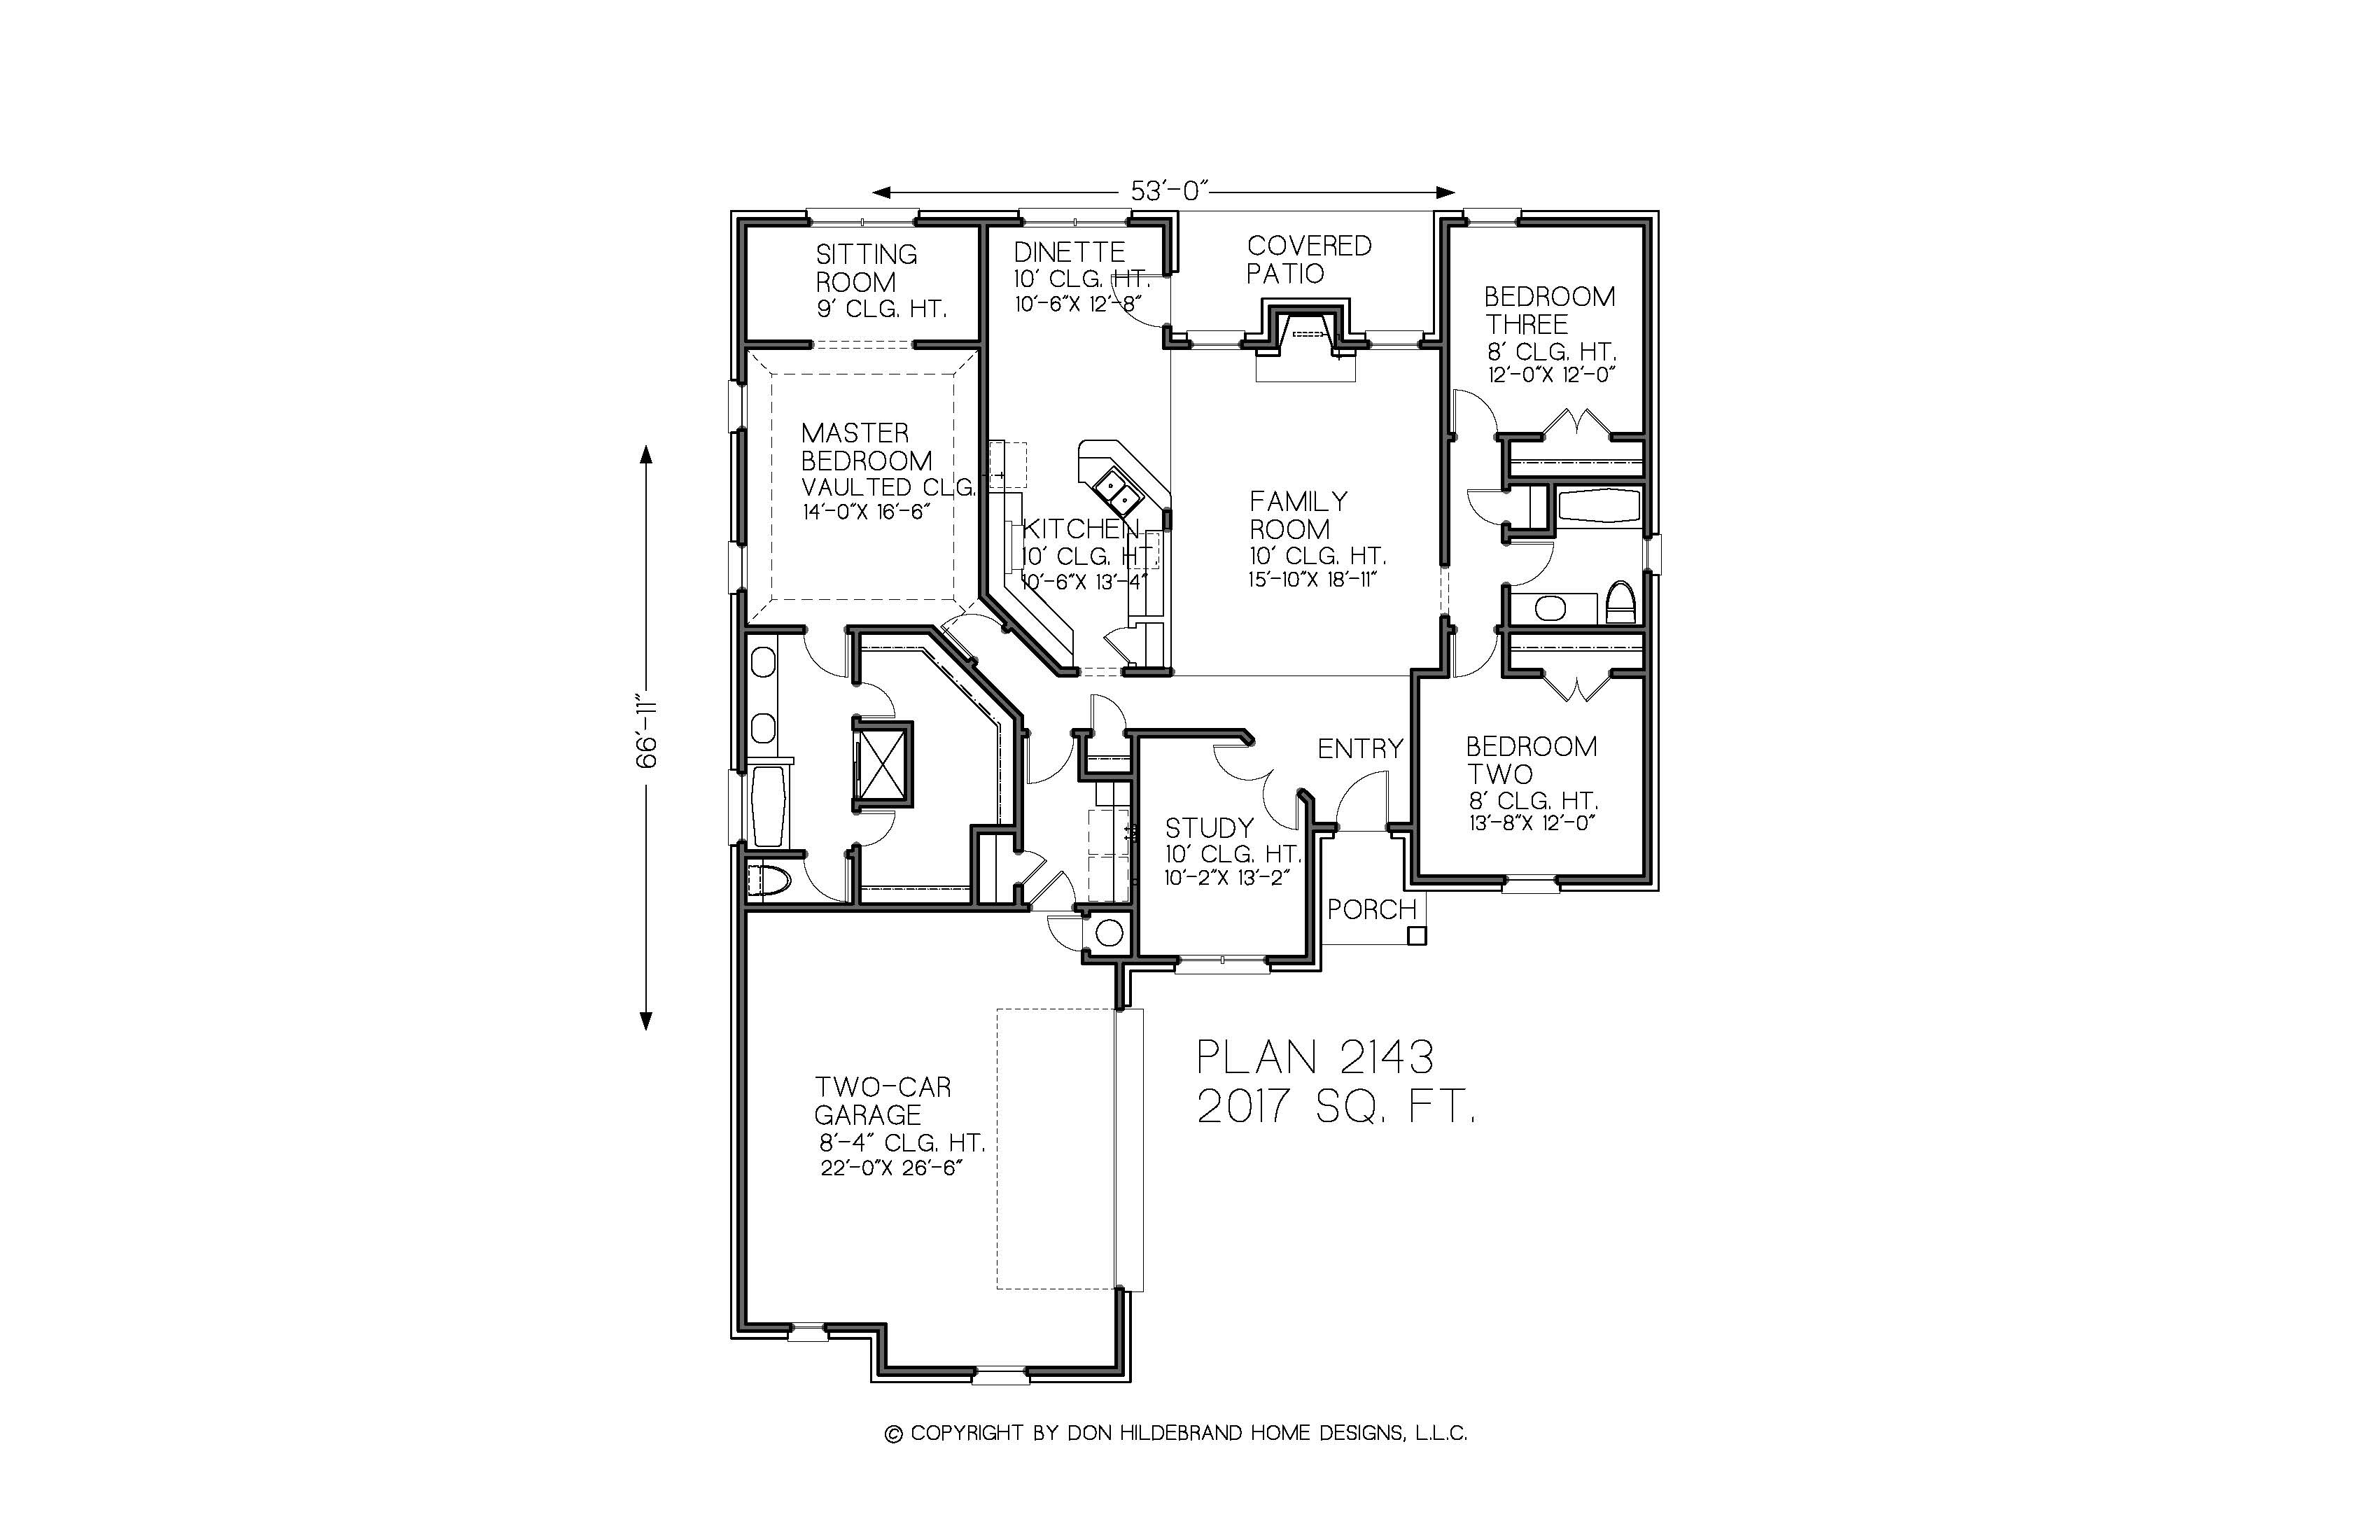 53'-0"
SITTING
ROOM
9' CLG. HT.
DINETTE
10' CLG. HT.
10'-6"X 12'-8"
COVERED
PATIO
BEDROOM
THREE
8' CLG. HT.
12'-0"X 12'-0"
MASTER
BEDROOM
VAULTED CLG.
14'-0"X 16'-6"
KITCHEN
10' CLG. HT.
10'-6"X 13'-4"
FAMILY
ROOM
10' CLG. HT.
15'-10"X 18'-11"
66'-11"
ENTRY
BEDROOM
TWO
8' CLG. HT.
13'-8"X 12'-0"
STUDY
10' CLG. HT.
10'-2"X 13'-2"
PORCH
TWO-CAR
GARAGE
8'-4" CLG. HT.
22'-0"X 26'-6"
PLAN 2143
2017 SQ. FT.
© COPYRIGHT BY DON HILDEBRAND HOME DESIGNS, L.L.C.